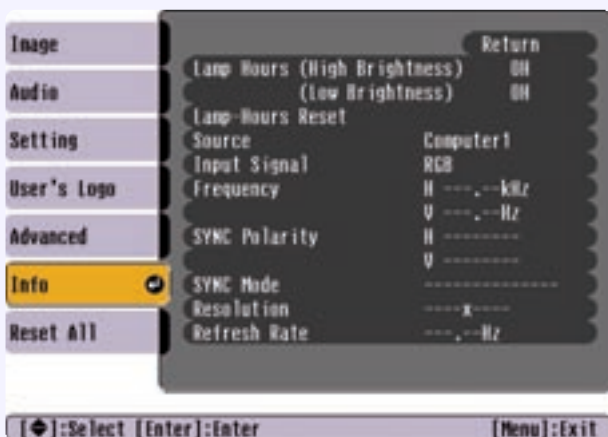 Image
Audio
Setting
User's Logo
Advanced
Info
Reset All
Return
Lamp Hours (High Brightness) 0H
(Low Brightness) 0H
Lamp-Hours Reset
Source Computer1
Input Signal RGB
Frequency H ---.--kHz
V ---.--Hz
SYNC Polarity H --------
V --------
SYNC Mode --------------
Resolution ----x----
Refresh Rate ---.--Hz
[◆]:Select [Enter]:Enter [Menu]:Exit